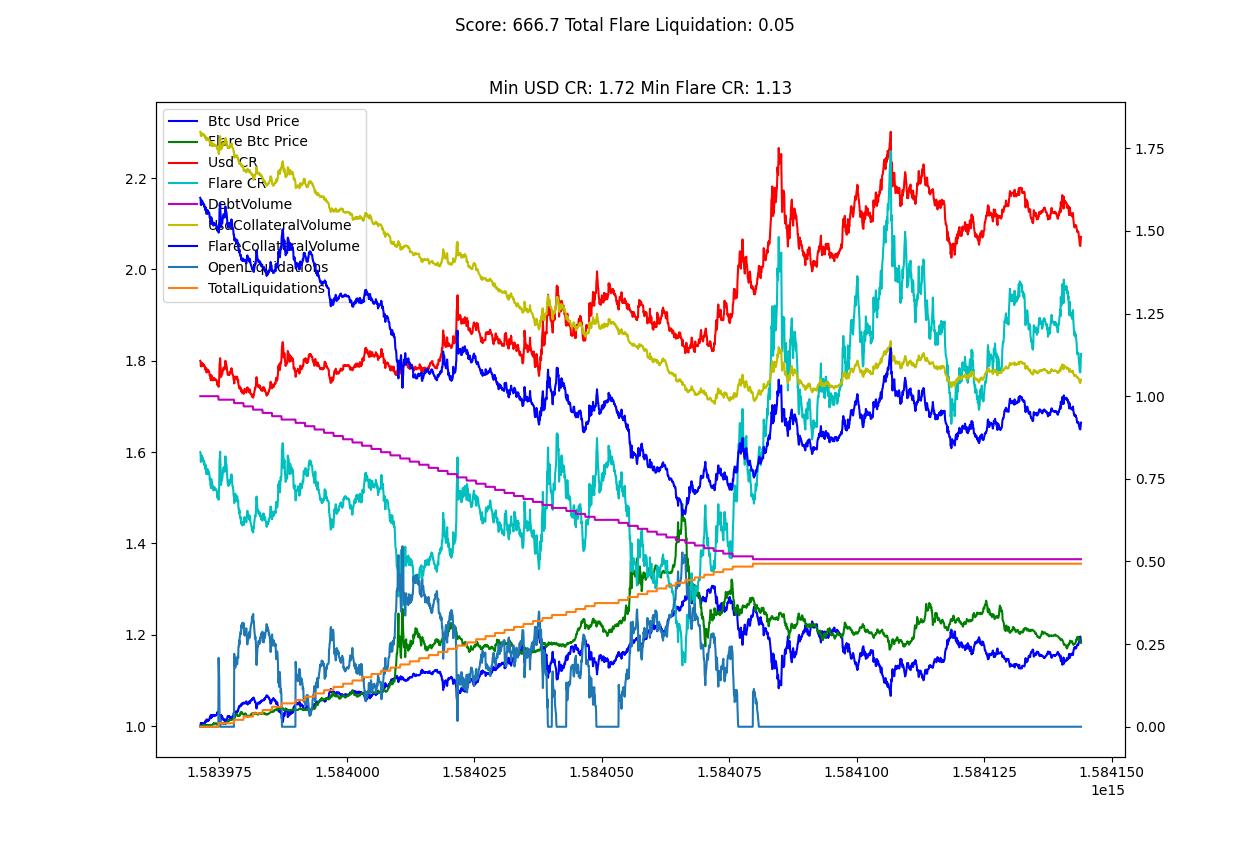 Score: 666.7 Total Flare Liquidation: 0.05
Min USD CR: 1.72 Min Flare CR: 1.13
Btc Usd Price
Flare Btc Price
Usd CR
Flare CR
DebtVolume
UsdCollateralVolume
FlareCollateralVolume
OpenLiquidations
TotalLiquidations
2.2
2.0
1.8
1.6
1.4
1.2
1.0
1.75
1.50
1.25
1.00
0.75
0.50
0.25
0.00
1.583975 1.584000 1.584025 1.584050 1.584075 1.584100 1.584125 1.584150
1e15